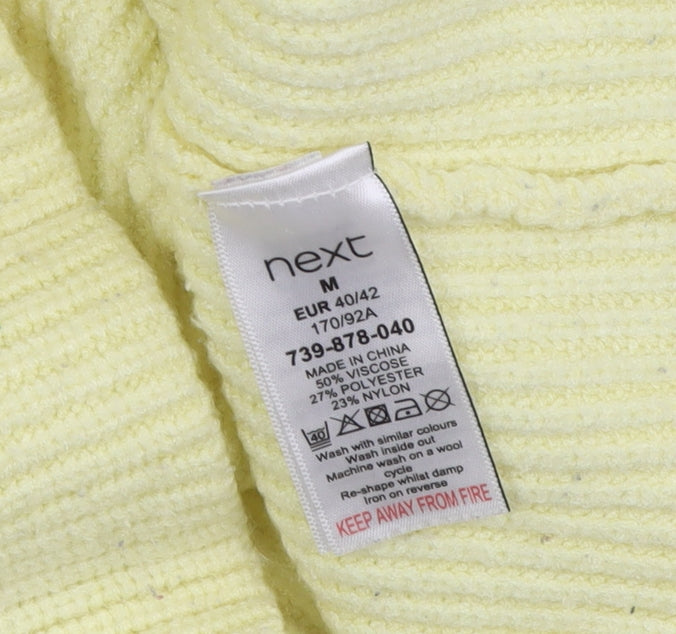 next
M
EUR 40/42
170/92A
739-878-040
MADE IN CHINA
50% VISCOSE
27% POLYESTER
23% NYLON
40
Wash with similar colours
Wash inside out
Machine wash on a wool
cycle
Re-shape whilst damp
Iron on reverse
KEEP AWAY FROM FIRE